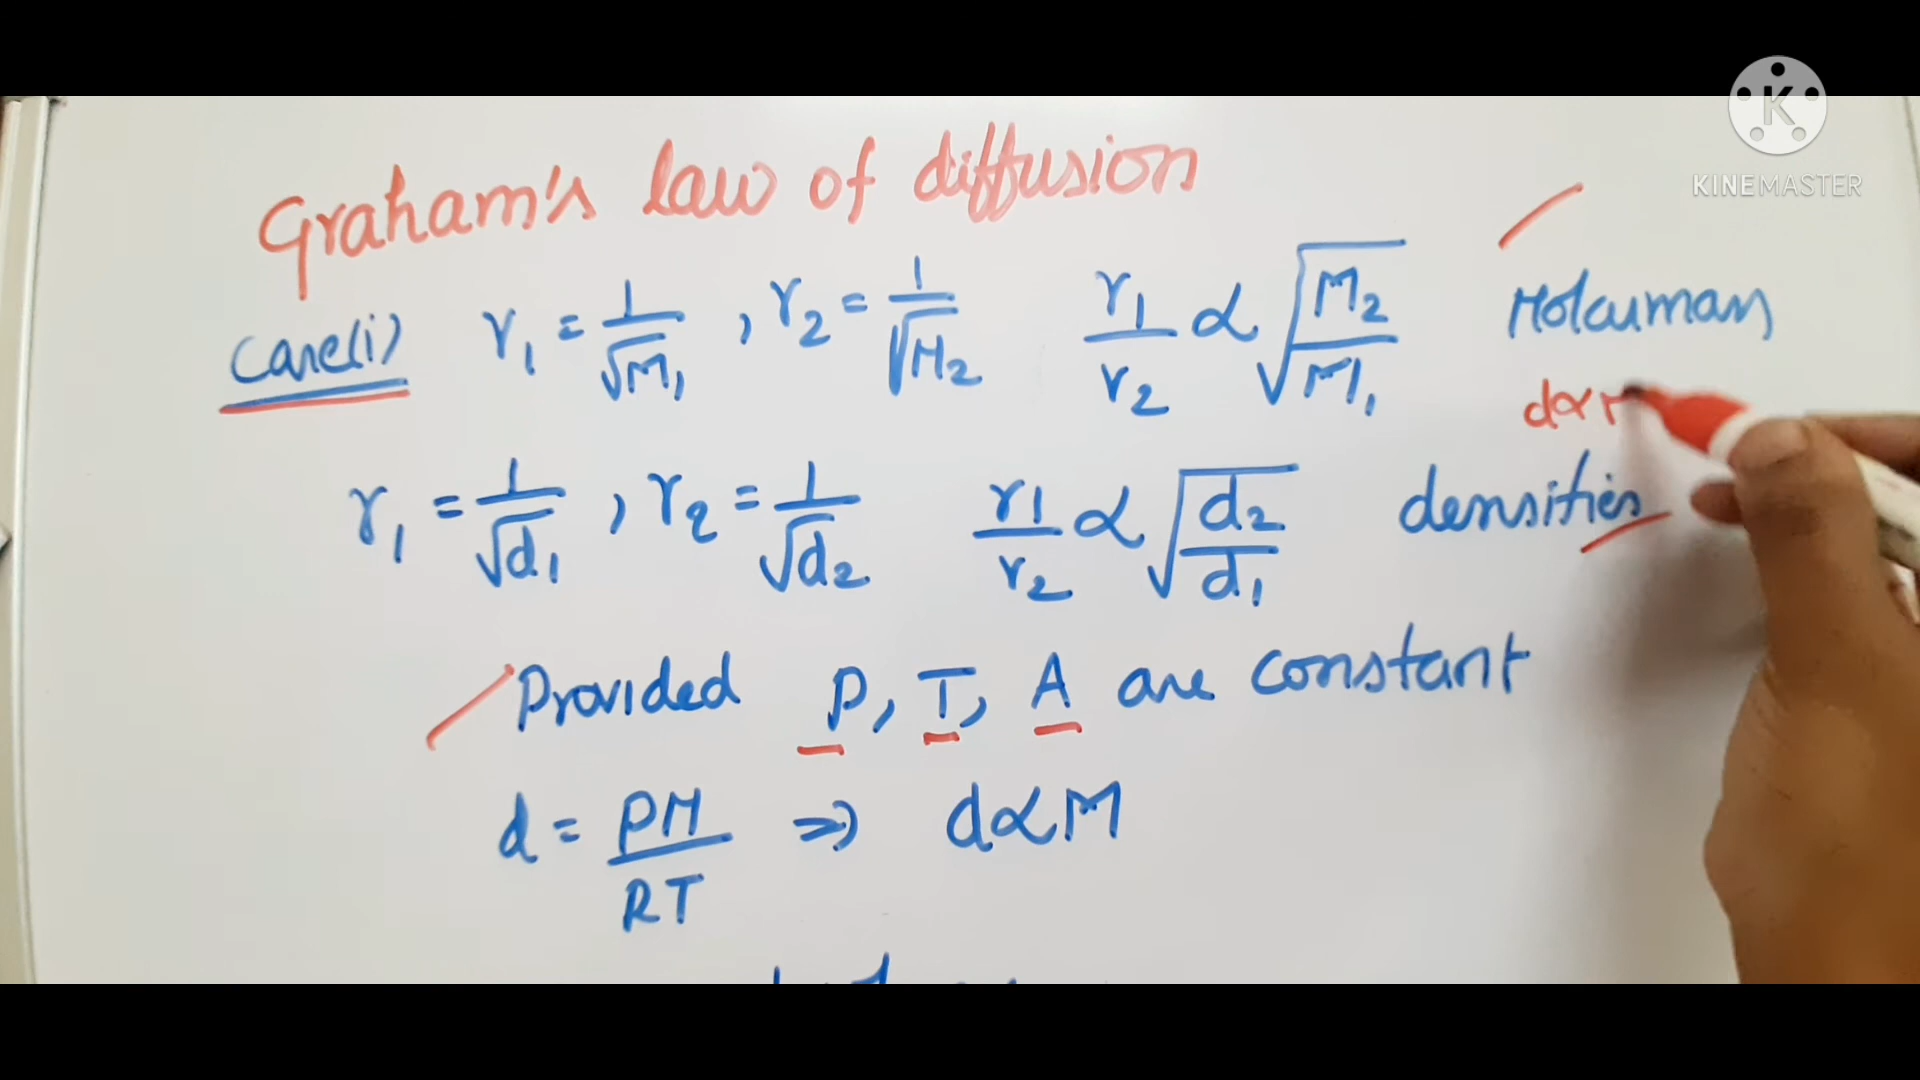 KINEMASTER
Graham's law of diffusion
Case(i) r₁ = 1/√M₁ , r₂ = 1/√M₂ r₁/r₂ ∝ √(M₂/M₁)
d∝M
r₁ = 1/√d₁ , r₂ = 1/√d₂ r₁/r₂ ∝ √(d₂/d₁) densities
Provided P, T, A are constant
d = PM/RT ⇒ d∝M